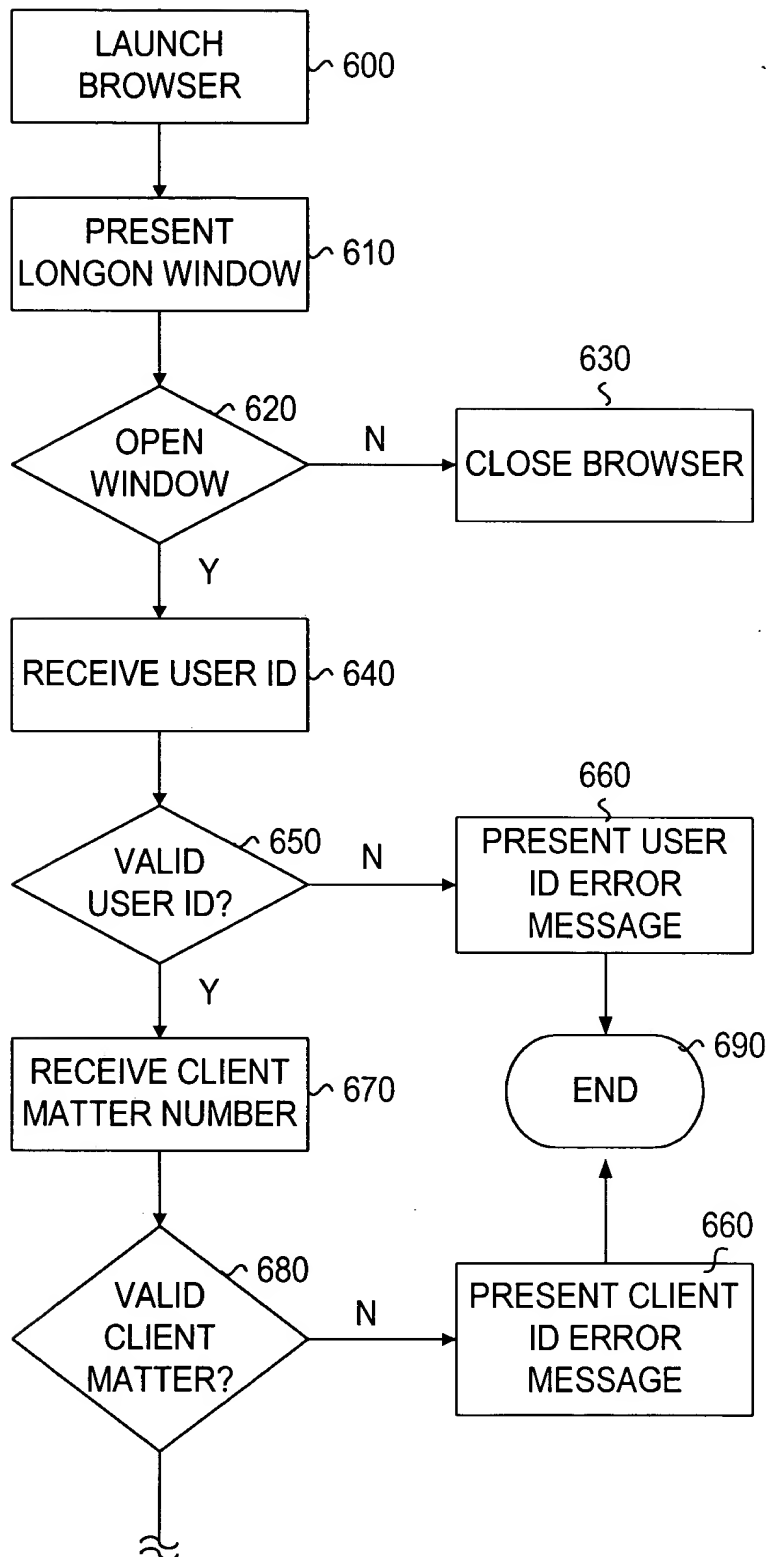 LAUNCH
BROWSER
600
PRESENT
LONGON WINDOW
610
OPEN
WINDOW
620
N
630
CLOSE BROWSER
Y
RECEIVE USER ID
640
VALID
USER ID?
650
N
660
PRESENT USER
ID ERROR
MESSAGE
Y
RECEIVE CLIENT
MATTER NUMBER
670
END
690
VALID
CLIENT
MATTER?
680
N
660
PRESENT CLIENT
ID ERROR
MESSAGE